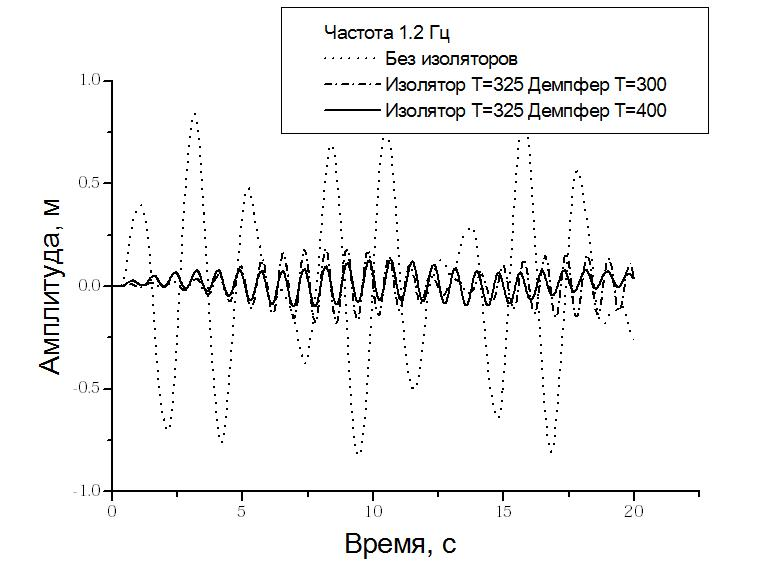 Частота 1.2 Гц
Без изоляторов
Изолятор T=325 Демпфер T=300
Изолятор T=325 Демпфер T=400
1.0
0.5
0.0
-0.5
-1.0
Амплитуда, м
0 5 10 15 20
Время, с